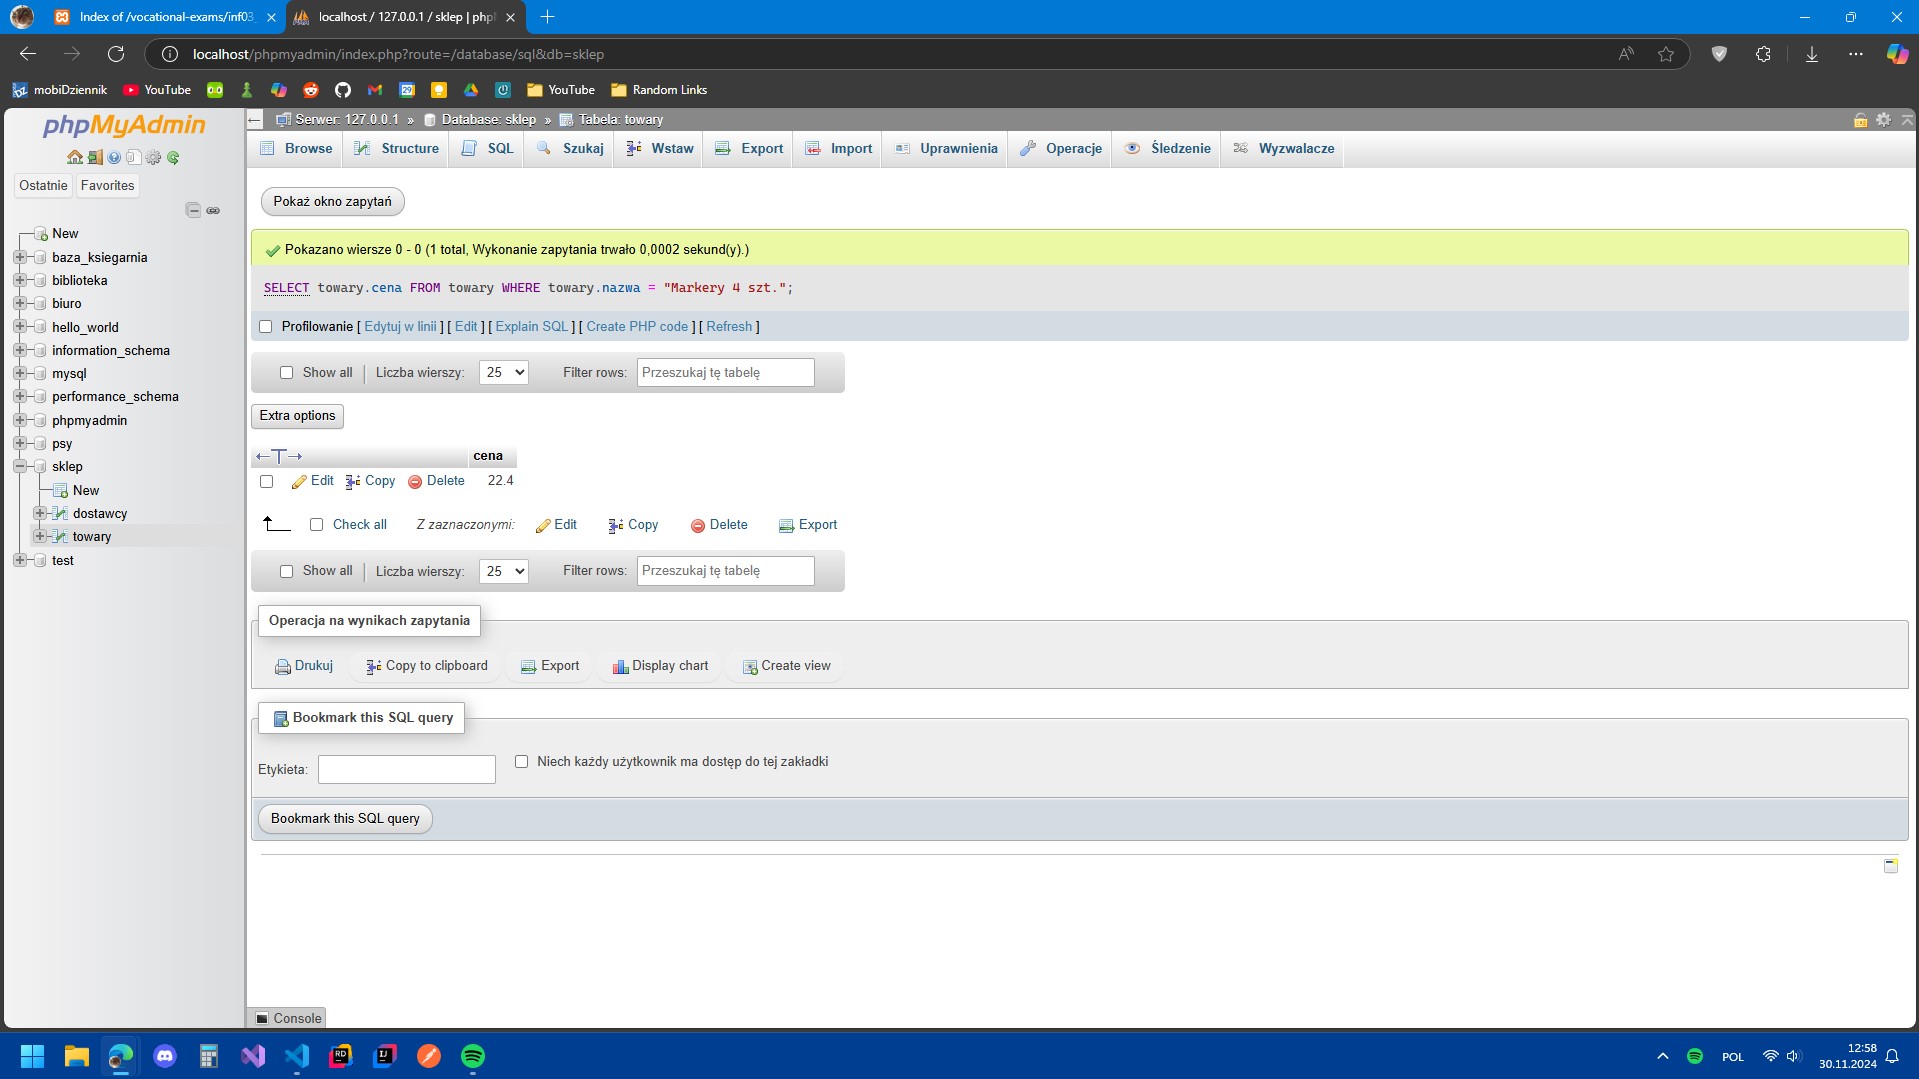 Index of /vocational-exams/inf03_
localhost / 127.0.0.1 / sklep | phpM
localhost/phpmyadmin/index.php?route=/database/sql&db=sklep
mobiDziennik
YouTube
YouTube
Random Links
phpMyAdmin
Ostatnie
Favorites
New
baza_ksiegarnia
biblioteka
biuro
hello_world
information_schema
mysql
performance_schema
phpmyadmin
psy
sklep
New
dostawcy
towary
test
Serwer: 127.0.0.1 » Database: sklep » Tabela: towary
Browse
Structure
SQL
Szukaj
Wstaw
Export
Import
Uprawnienia
Operacje
Śledzenie
Wyzwalacze
Pokaż okno zapytań
Pokazano wiersze 0 - 0 (1 total, Wykonanie zapytania trwało 0,0002 sekund(y).)
SELECT towary.cena FROM towary WHERE towary.nazwa = "Markery 4 szt.";
Profilowanie [ Edytuj w linii ] [ Edit ] [ Explain SQL ] [ Create PHP code ] [ Refresh ]
Show all | Liczba wierszy: 25 Filter rows: Przeszukaj tę tabelę
Extra options
←T→ cena
Edit Copy Delete 22.4
Check all Z zaznaczonymi: Edit Copy Delete Export
Show all | Liczba wierszy: 25 Filter rows: Przeszukaj tę tabelę
Operacja na wynikach zapytania
Drukuj Copy to clipboard Export Display chart Create view
Bookmark this SQL query
Etykieta: Niech każdy użytkownik ma dostęp do tej zakładki
Bookmark this SQL query
Console
POL
12:58
30.11.2024